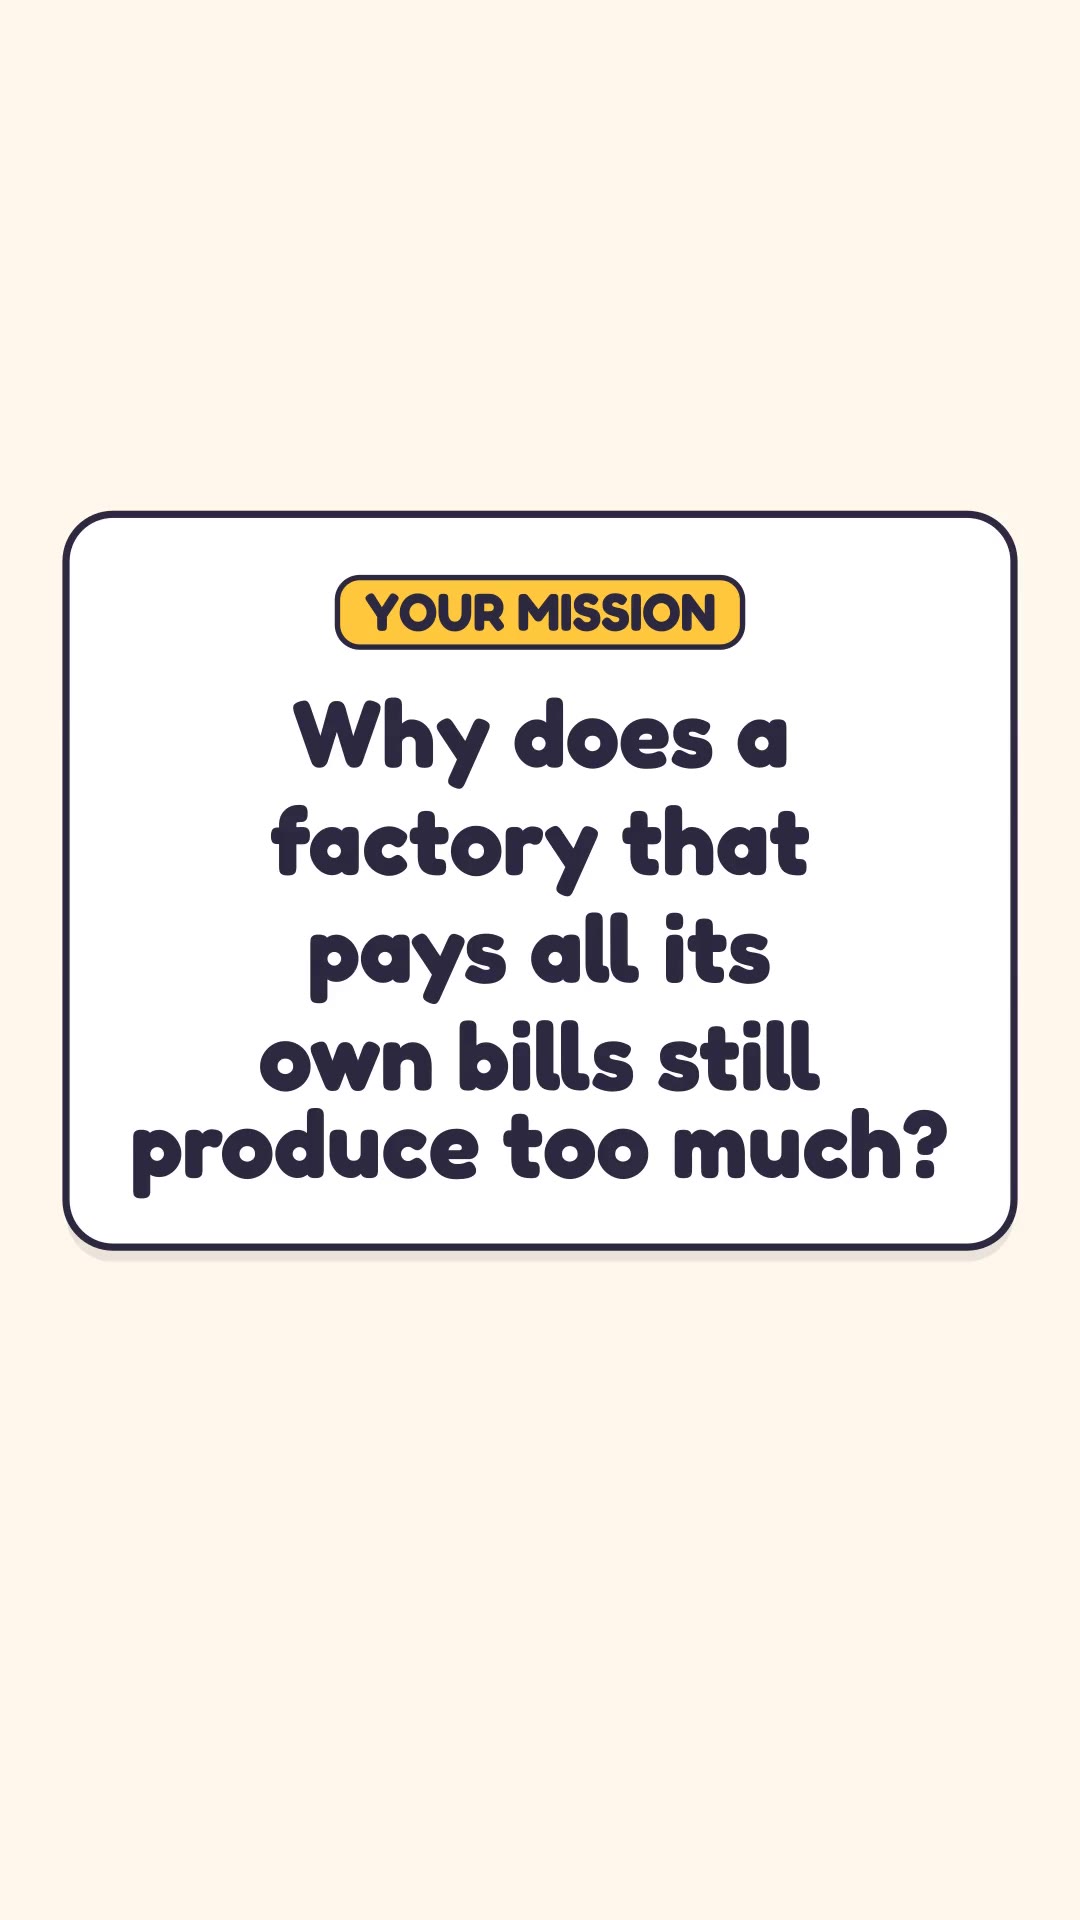 YOUR MISSION
Why does a
factory that
pays all its
own bills still
produce too much?